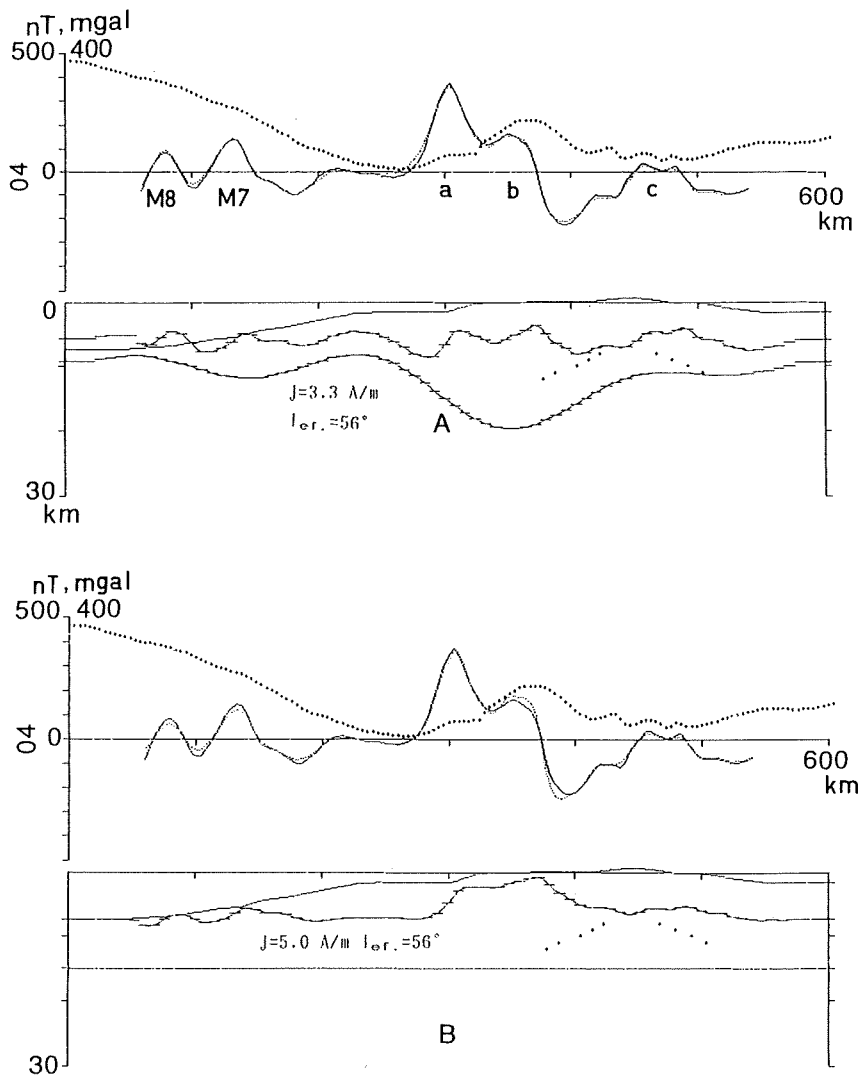 nT, mgal
500 400
04 0
M8 M7 a b c
600
km
0
J=3.3 A/m
I er. =56°
A
30
km
nT, mgal
500 400
04 0
600
km
J=5.0 A/m I er. =56°
B
30